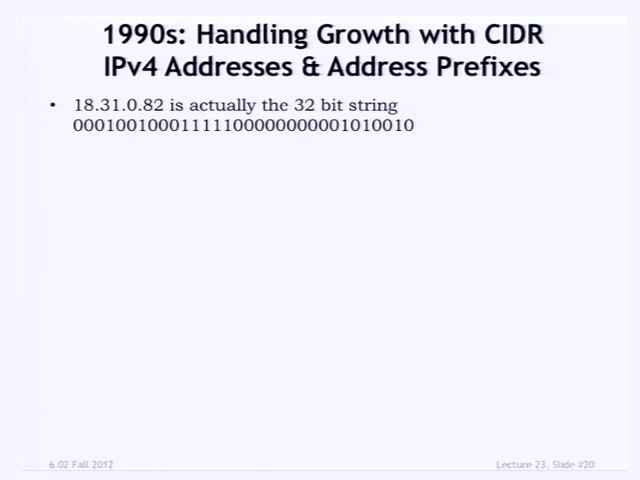 1990s: Handling Growth with CIDR
IPv4 Addresses & Address Prefixes
• 18.31.0.82 is actually the 32 bit string
00010010001111100000000001010010
6.02 Fall 2012
Lecture 23, Slide #20